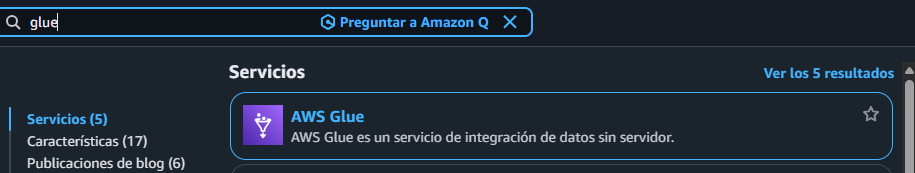 glue
Preguntar a Amazon Q
Servicios
Ver los 5 resultados
Servicios (5)
Características (17)
Publicaciones de blog (6)
AWS Glue
AWS Glue es un servicio de integración de datos sin servidor.